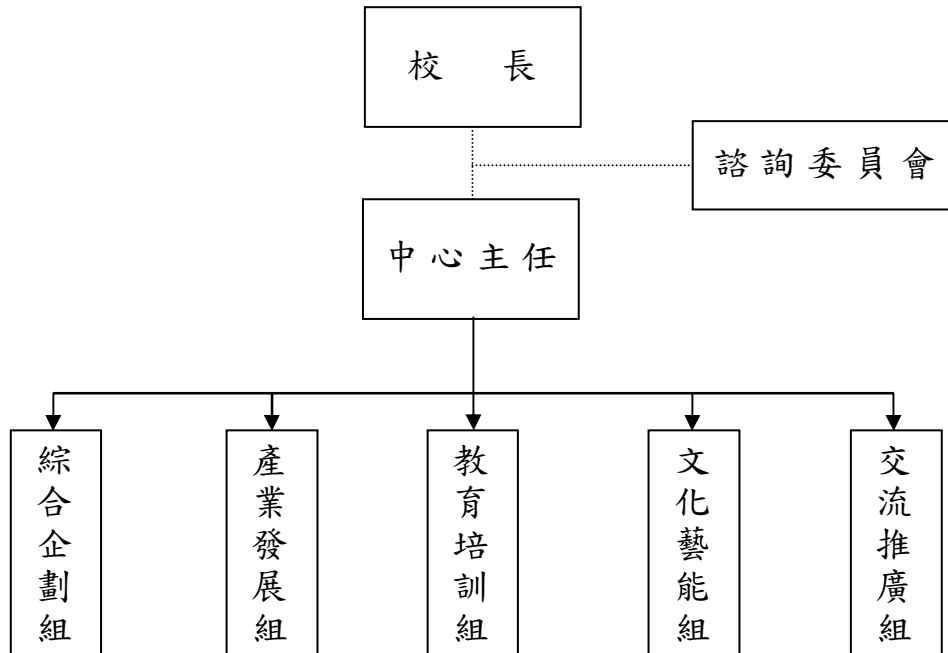 校 長
諮詢委員會
中心主任
綜合企劃組
產業發展組
教育培訓組
文化藝能組
交流推廣組